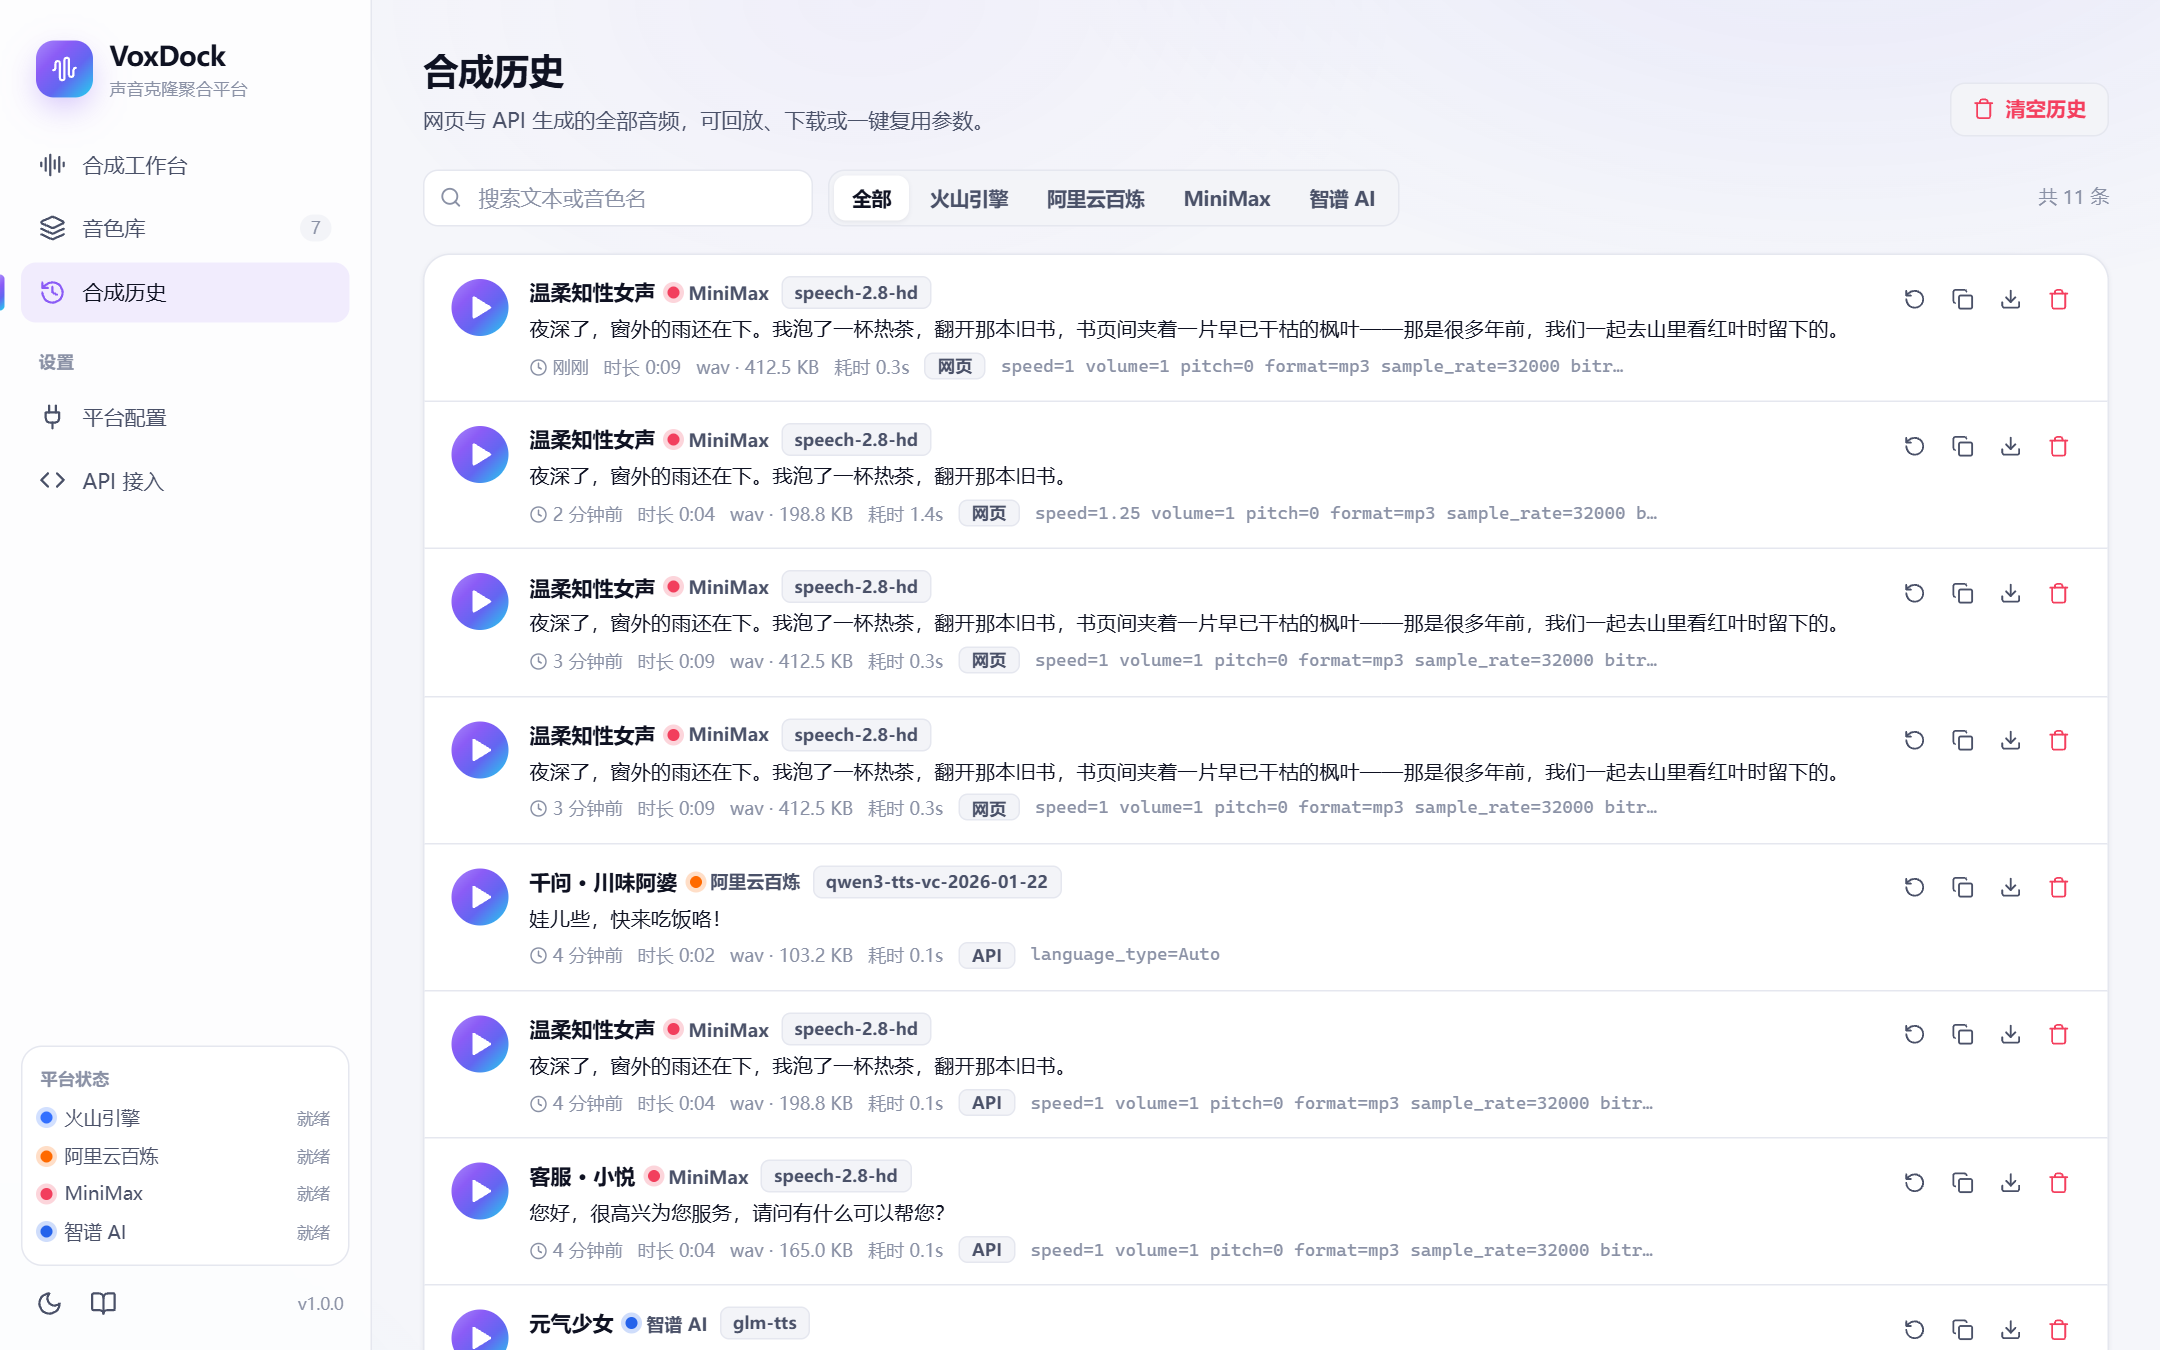 VoxDock
声音克隆聚合平台
合成工作台
音色库 7
合成历史
设置
平台配置
API 接入
平台状态
火山引擎 就绪
阿里云百炼 就绪
MiniMax 就绪
智谱 AI 就绪
v1.0.0
合成历史
网页与 API 生成的全部音频，可回放、下载或一键复用参数。
清空历史
搜索文本或音色名
全部 火山引擎 阿里云百炼 MiniMax 智谱 AI
共 11 条
温柔知性女声 MiniMax speech-2.8-hd
夜深了，窗外的雨还在下。我泡了一杯热茶，翻开那本旧书，书页间夹着一片早已干枯的枫叶——那是很多年前，我们一起去山里看红叶时留下的。
刚刚 时长 0:09 wav · 412.5 KB 耗时 0.3s 网页 speed=1 volume=1 pitch=0 format=mp3 sample_rate=32000 bitr…
温柔知性女声 MiniMax speech-2.8-hd
夜深了，窗外的雨还在下。我泡了一杯热茶，翻开那本旧书。
2 分钟前 时长 0:04 wav · 198.8 KB 耗时 1.4s 网页 speed=1.25 volume=1 pitch=0 format=mp3 sample_rate=32000 b…
温柔知性女声 MiniMax speech-2.8-hd
夜深了，窗外的雨还在下。我泡了一杯热茶，翻开那本旧书，书页间夹着一片早已干枯的枫叶——那是很多年前，我们一起去山里看红叶时留下的。
3 分钟前 时长 0:09 wav · 412.5 KB 耗时 0.3s 网页 speed=1 volume=1 pitch=0 format=mp3 sample_rate=32000 bitr…
温柔知性女声 MiniMax speech-2.8-hd
夜深了，窗外的雨还在下。我泡了一杯热茶，翻开那本旧书，书页间夹着一片早已干枯的枫叶——那是很多年前，我们一起去山里看红叶时留下的。
3 分钟前 时长 0:09 wav · 412.5 KB 耗时 0.3s 网页 speed=1 volume=1 pitch=0 format=mp3 sample_rate=32000 bitr…
千问・川味阿婆 阿里云百炼 qwen3-tts-vc-2026-01-22
娃儿些，快来吃饭咯！
4 分钟前 时长 0:02 wav · 103.2 KB 耗时 0.1s API language_type=Auto
温柔知性女声 MiniMax speech-2.8-hd
夜深了，窗外的雨还在下，我泡了一杯热茶，翻开那本旧书。
4 分钟前 时长 0:04 wav · 198.8 KB 耗时 0.1s API speed=1 volume=1 pitch=0 format=mp3 sample_rate=32000 bitr…
客服・小悦 MiniMax speech-2.8-hd
您好，很高兴为您服务，请问有什么可以帮您？
4 分钟前 时长 0:04 wav · 165.0 KB 耗时 0.1s API speed=1 volume=1 pitch=0 format=mp3 sample_rate=32000 bitr…
元气少女 智谱 AI glm-tts